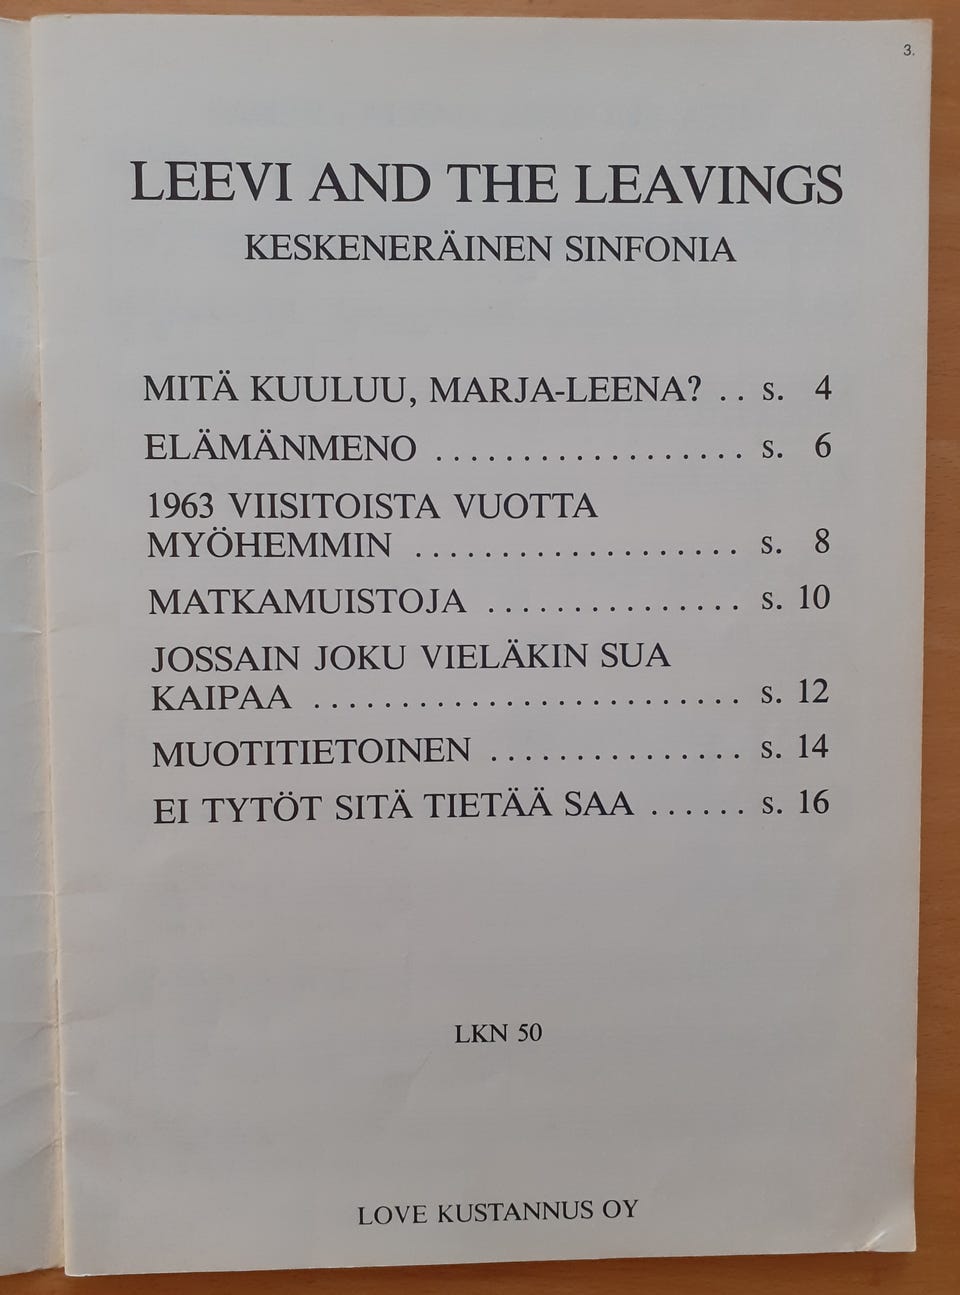 3.
LEEVI AND THE LEAVINGS
KESKENERÄINEN SINFONIA
MITÄ KUULUU, MARJA-LEENA? .. s. 4
ELÄMÄNMENO .................. s. 6
1963 VIISITOISTA VUOTTA
MYÖHEMMIN ................... s. 8
MATKAMUISTOJA ............... s. 10
JOSSAIN JOKU VIELÄKIN SUA
KAIPAA ......................... s. 12
MUOTITIETOINEN ............... s. 14
EI TYTÖT SITÄ TIETÄÄ SAA ...... s. 16
LKN 50
LOVE KUSTANNUS OY